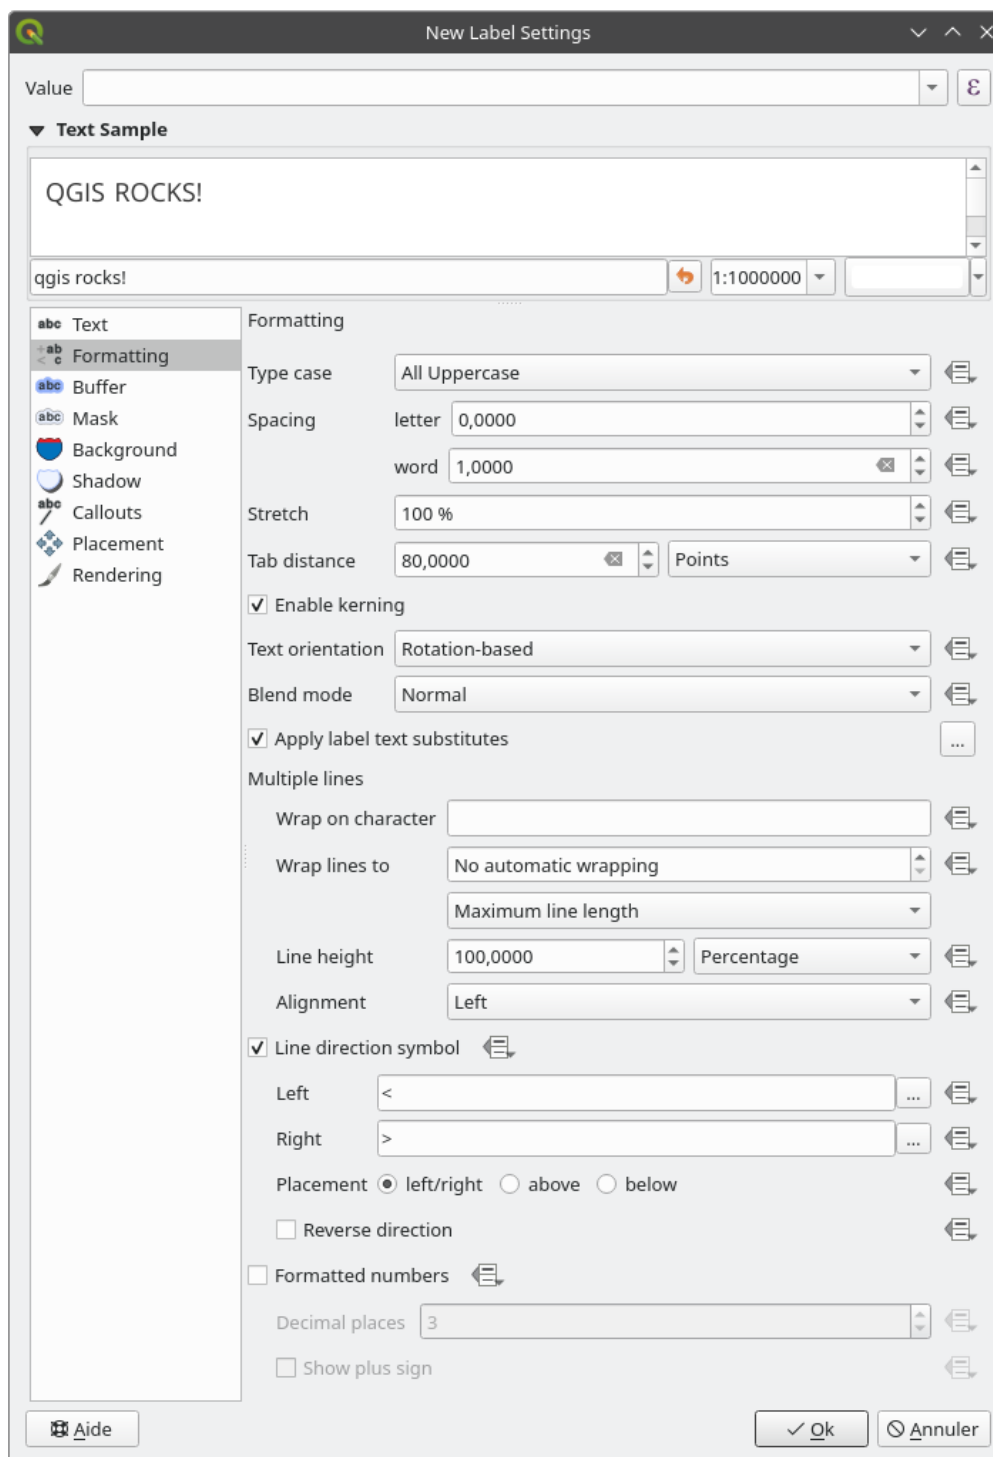 New Label Settings
Value
ε
Text Sample
QGIS ROCKS!
qgis rocks!
1:1000000
abc Text
+ab < c Formatting
abc Buffer
abc Mask
Background
Shadow
abc Callouts
Placement
Rendering
Formatting
Type case All Uppercase
Spacing letter 0,0000
word 1,0000
Stretch 100 %
Tab distance 80,0000 Points
Enable kerning
Text orientation Rotation-based
Blend mode Normal
Apply label text substitutes ...
Multiple lines
Wrap on character
Wrap lines to No automatic wrapping
Maximum line length
Line height 100,0000 Percentage
Alignment Left
Line direction symbol
Left < ...
Right > ...
Placement left/right above below
Reverse direction
Formatted numbers
Decimal places 3
Show plus sign
Aide Ok Annuler